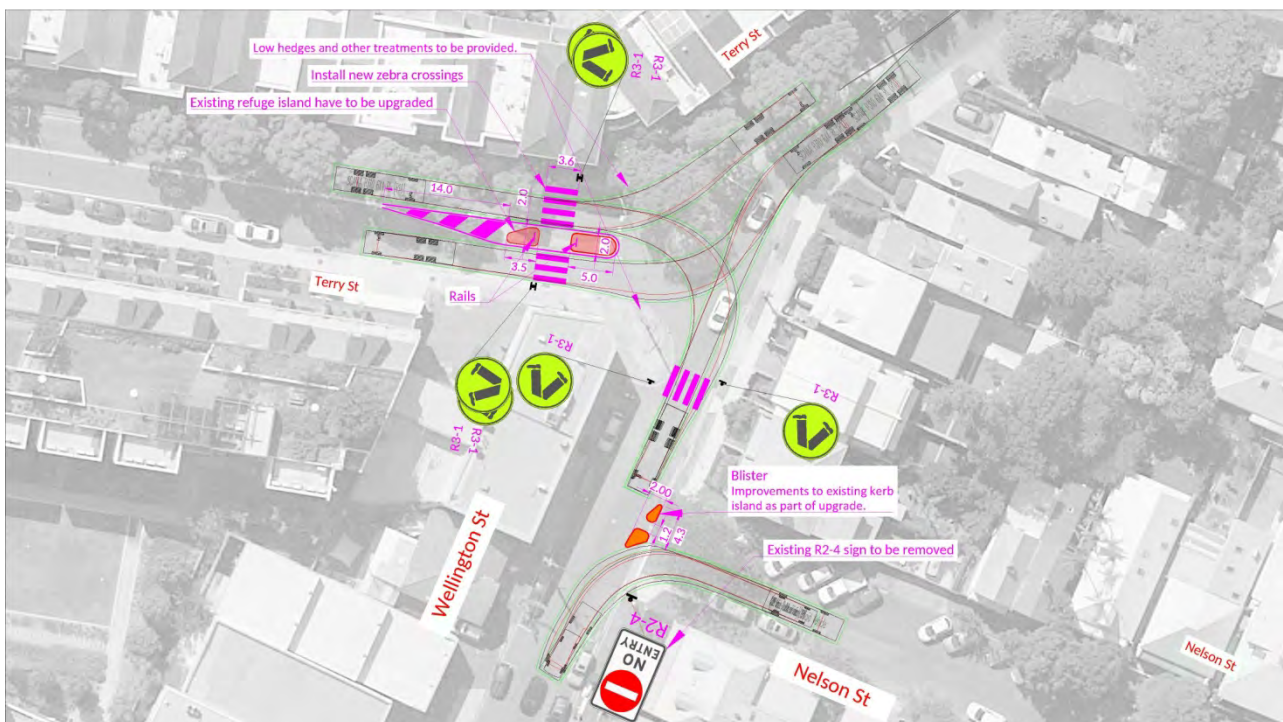 Low hedges and other treatments to be provided.
Install new zebra crossings
Existing refuge island have to be upgraded
R3-1
R3-1
Terry St
3.6
14.0
2.0
2.0
3.5
5.0
Rails
Terry St
R3-1
R3-1
R3-1
R3-1
Blister
Improvements to existing kerb
island as part of upgrade.
2.00
1.2
4.3
Existing R2-4 sign to be removed
Wellington St
R2-4
NO
ENTRY
Nelson St
Nelson St